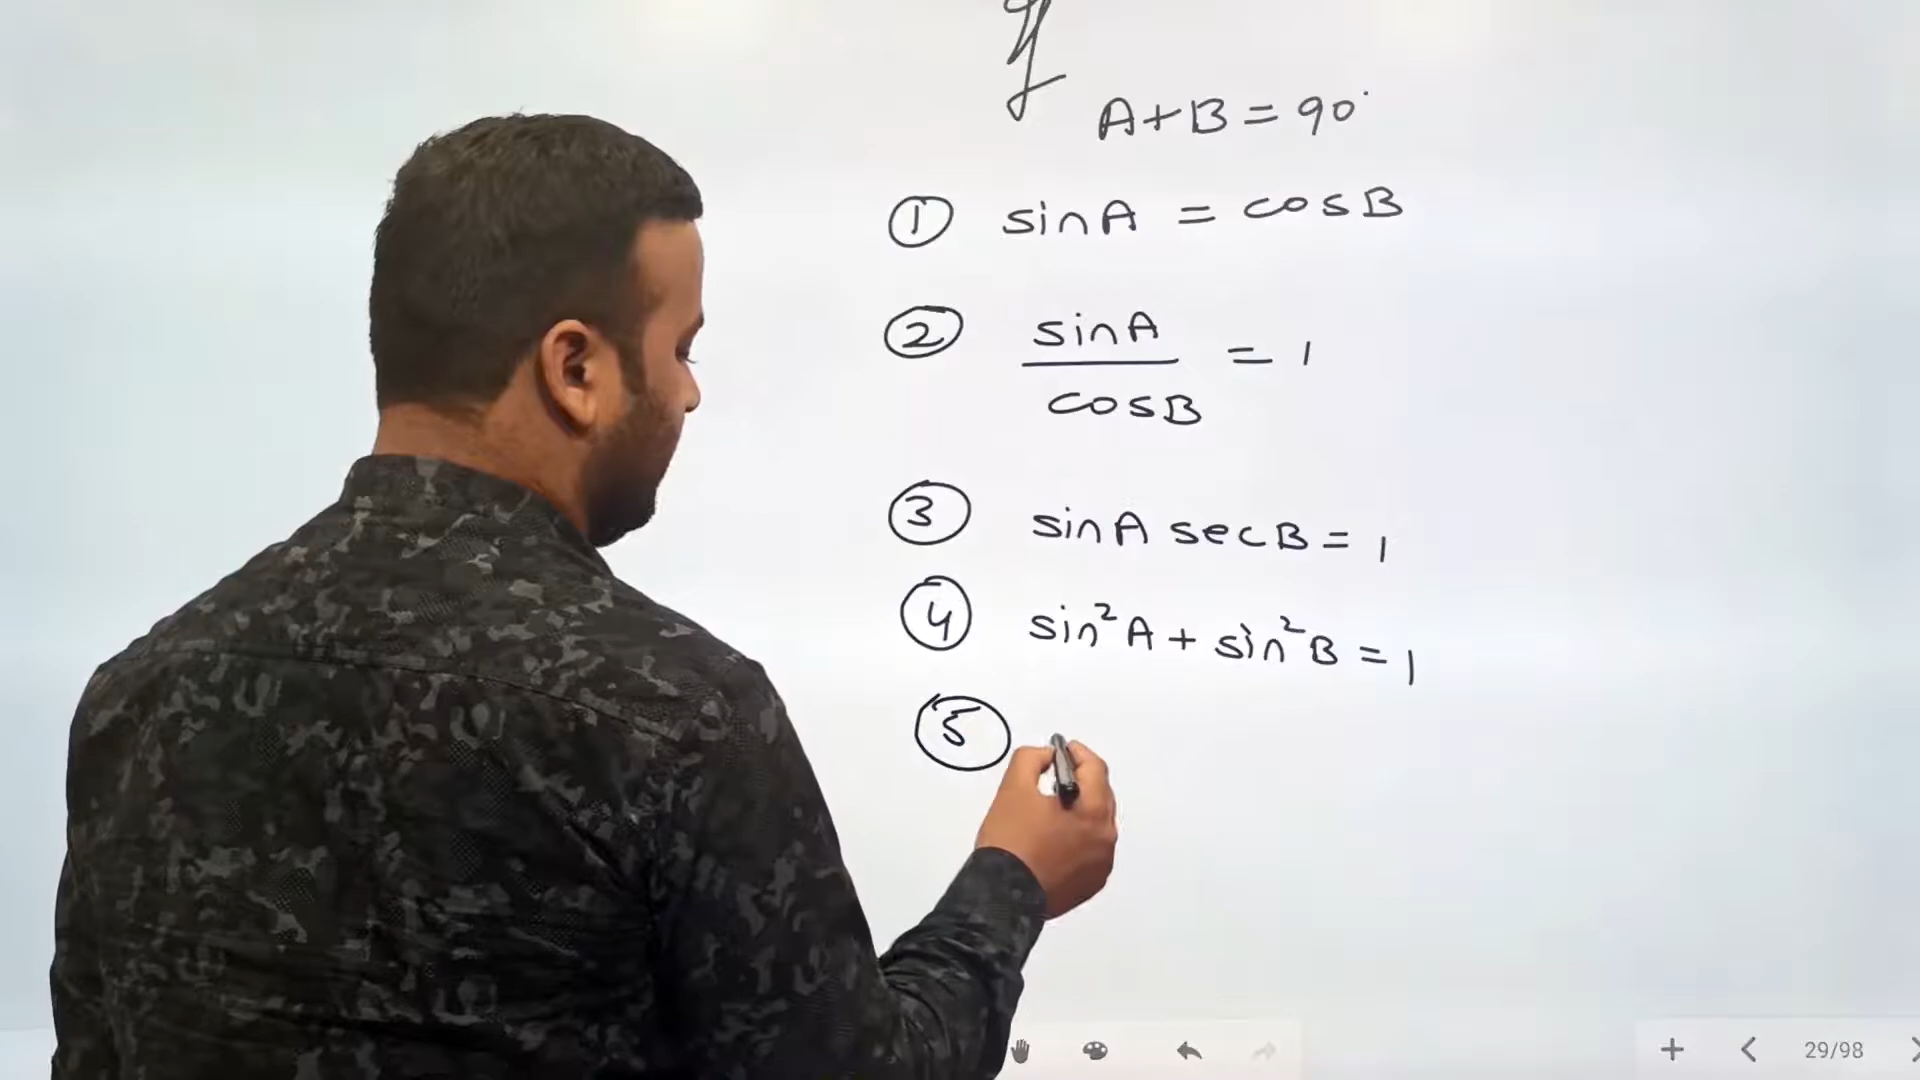 If
A+B=90°
① sinA = cosB
② sinA / cosB = 1
③ sinA secB = 1
④ sin²A + sin²B = 1
⑤
29/98